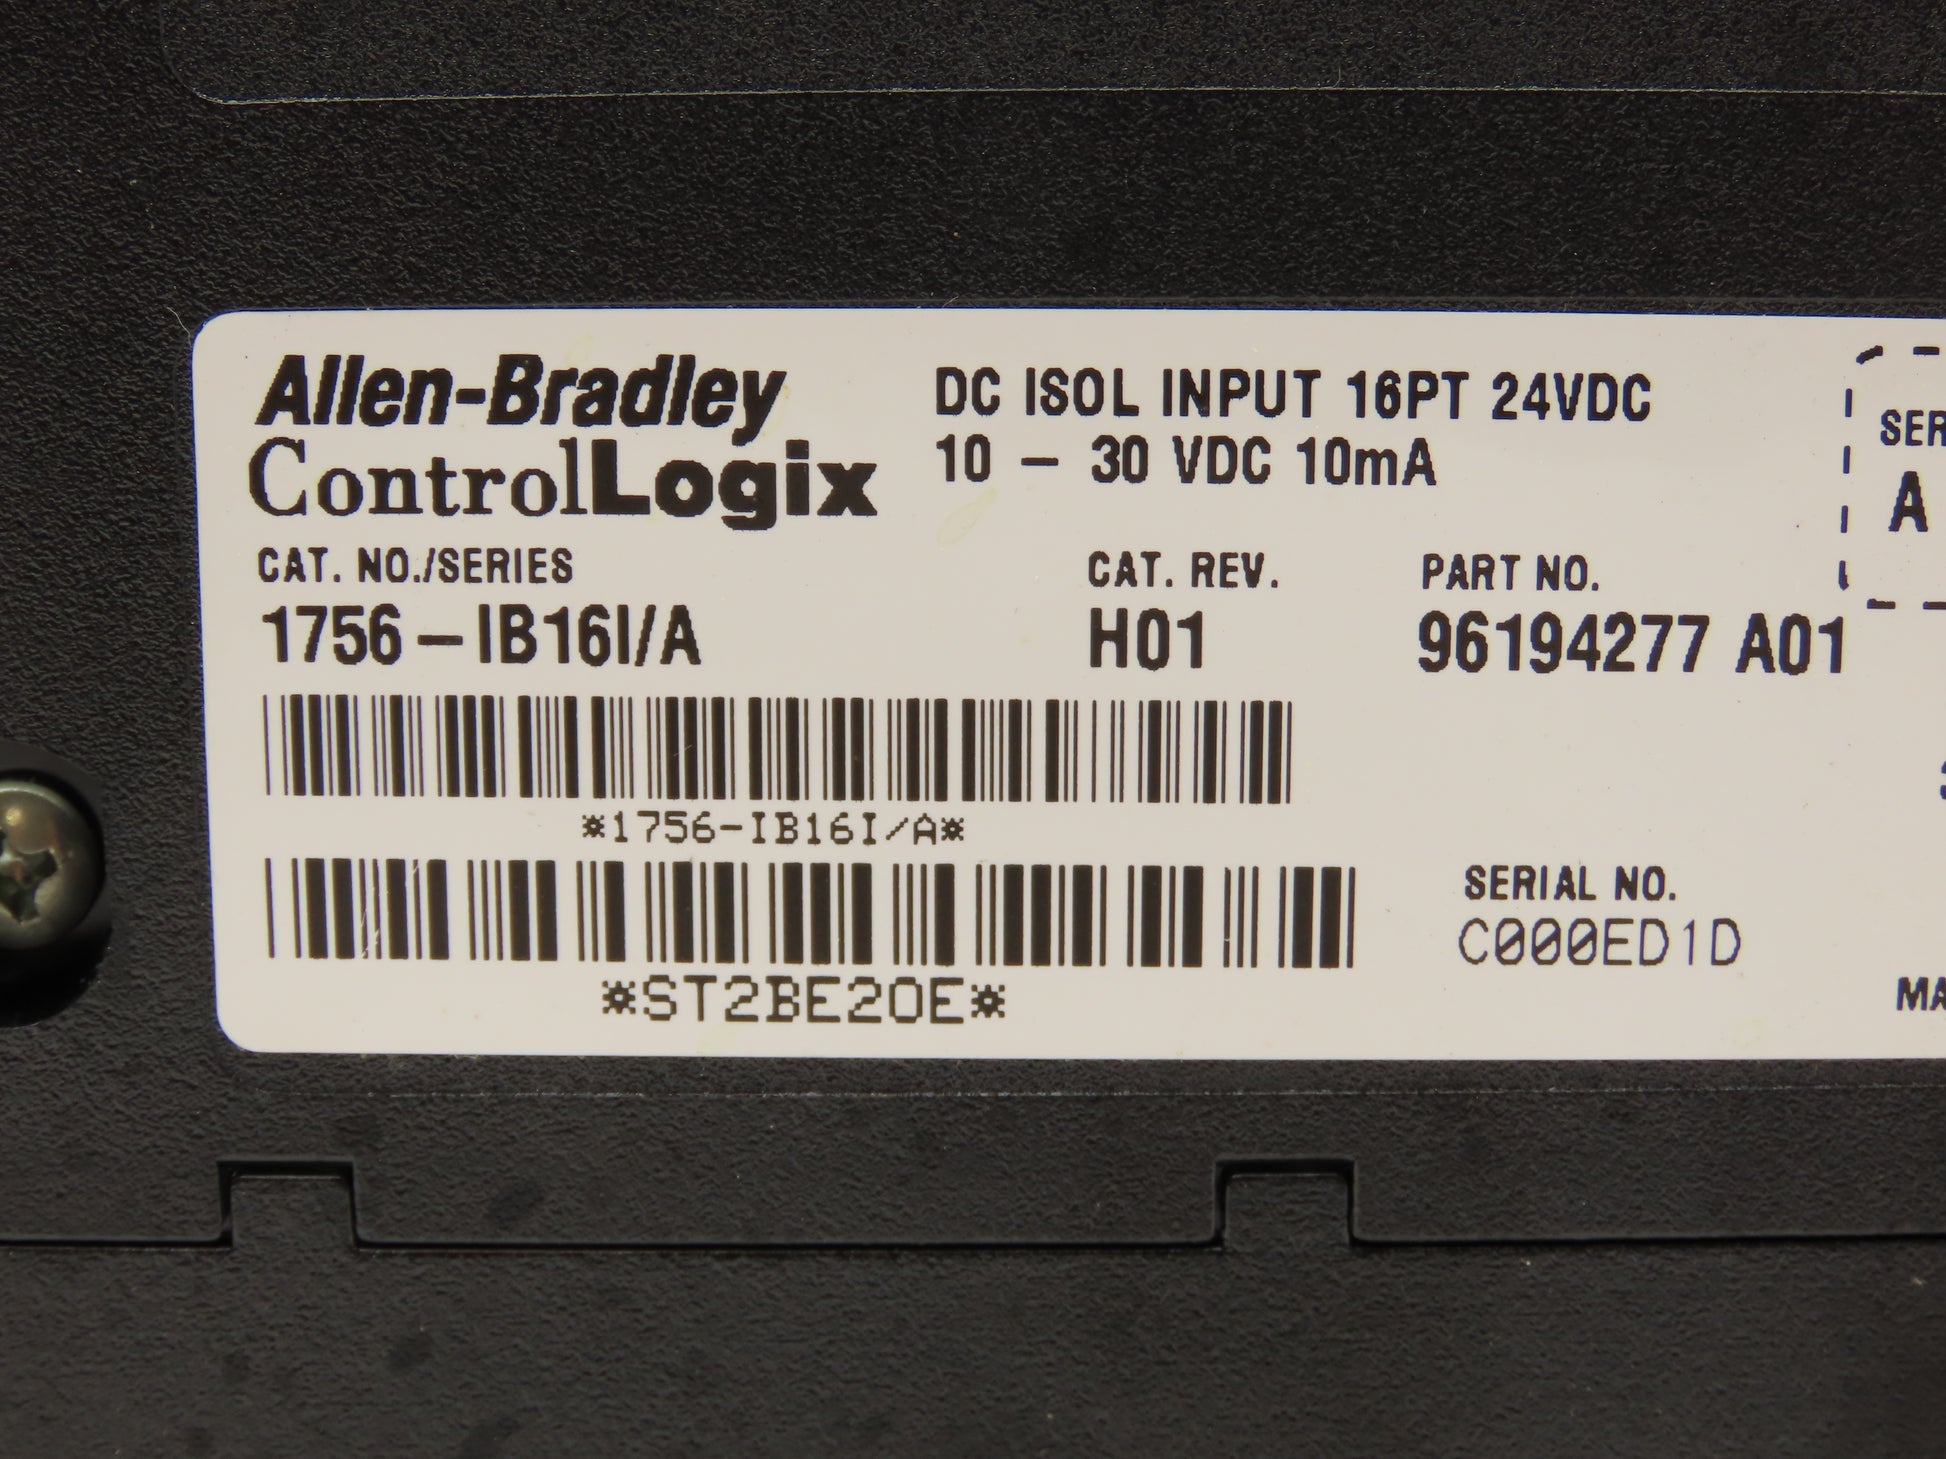 Allen-Bradley
ControlLogix
DC ISOL INPUT 16PT 24VDC
10 - 30 VDC 10mA
CAT. NO./SERIES
1756-IB16I/A
CAT. REV.
H01
PART NO.
96194277 A01
A
*1756-IB16I/A*
*ST2BE20E*
SERIAL NO.
C000ED1D